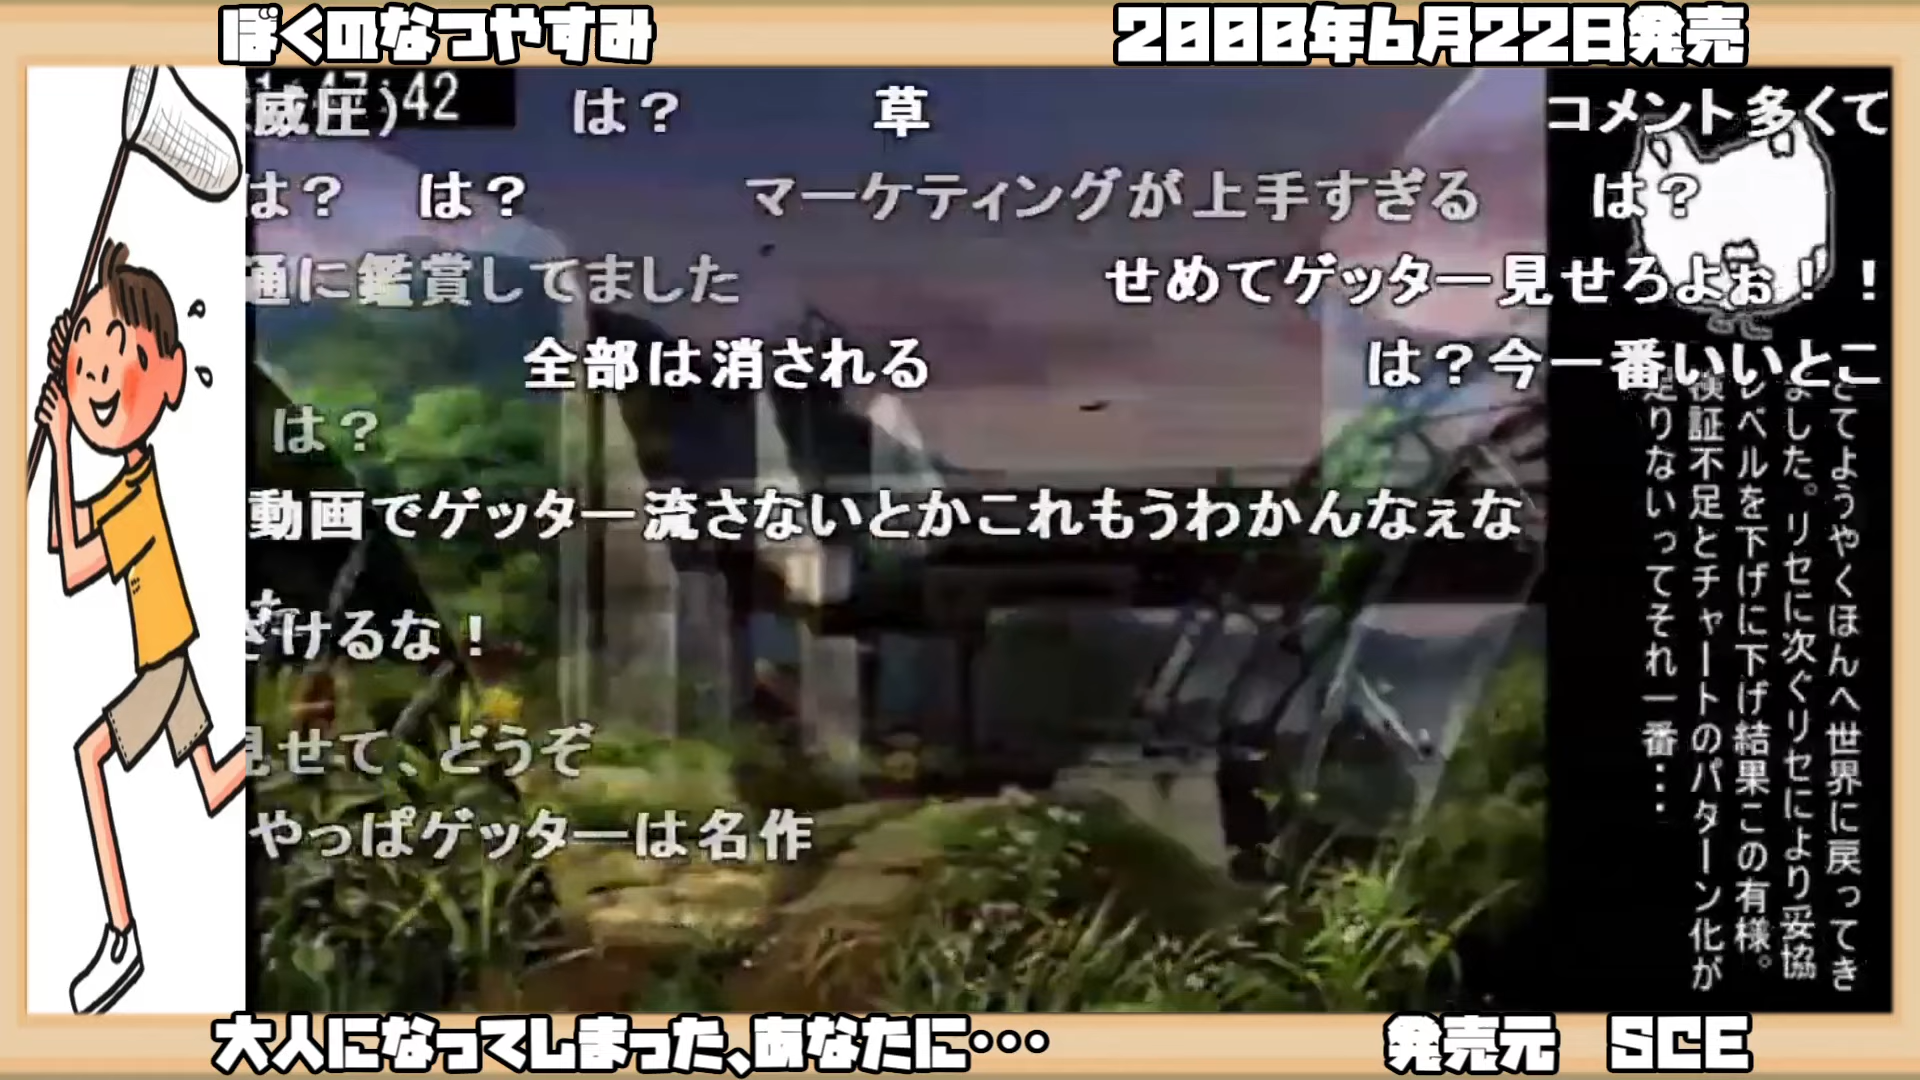 ぼくのなつやすみ
2000年6月22日発売
威圧)
:42
は？
草
コメント多くて
は？
は？
マーケティングが上手すぎる
は？
通に鑑賞してました
せめてゲッター見せろよぉ！！
全部は消される
は？
今一番いいとこ
は？
動画でゲッター流さないとかこれもうわかんなぇな
ざけるな！
見せて、どうぞ
やっぱゲッターは名作
さてようやくほんへ世界に戻ってき
ました。リセに次ぐリセにより妥協
レベルを下げに下げ結果この有様。
検証不足とチャートのパターン化が
足りないってそれ一番・・・
大人になってしまった、あなたに・・・
発売元　SCE